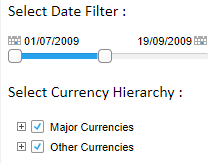 Select Date Filter :
01/07/2009 19/09/2009
Select Currency Hierarchy :
Major Currencies
Other Currencies